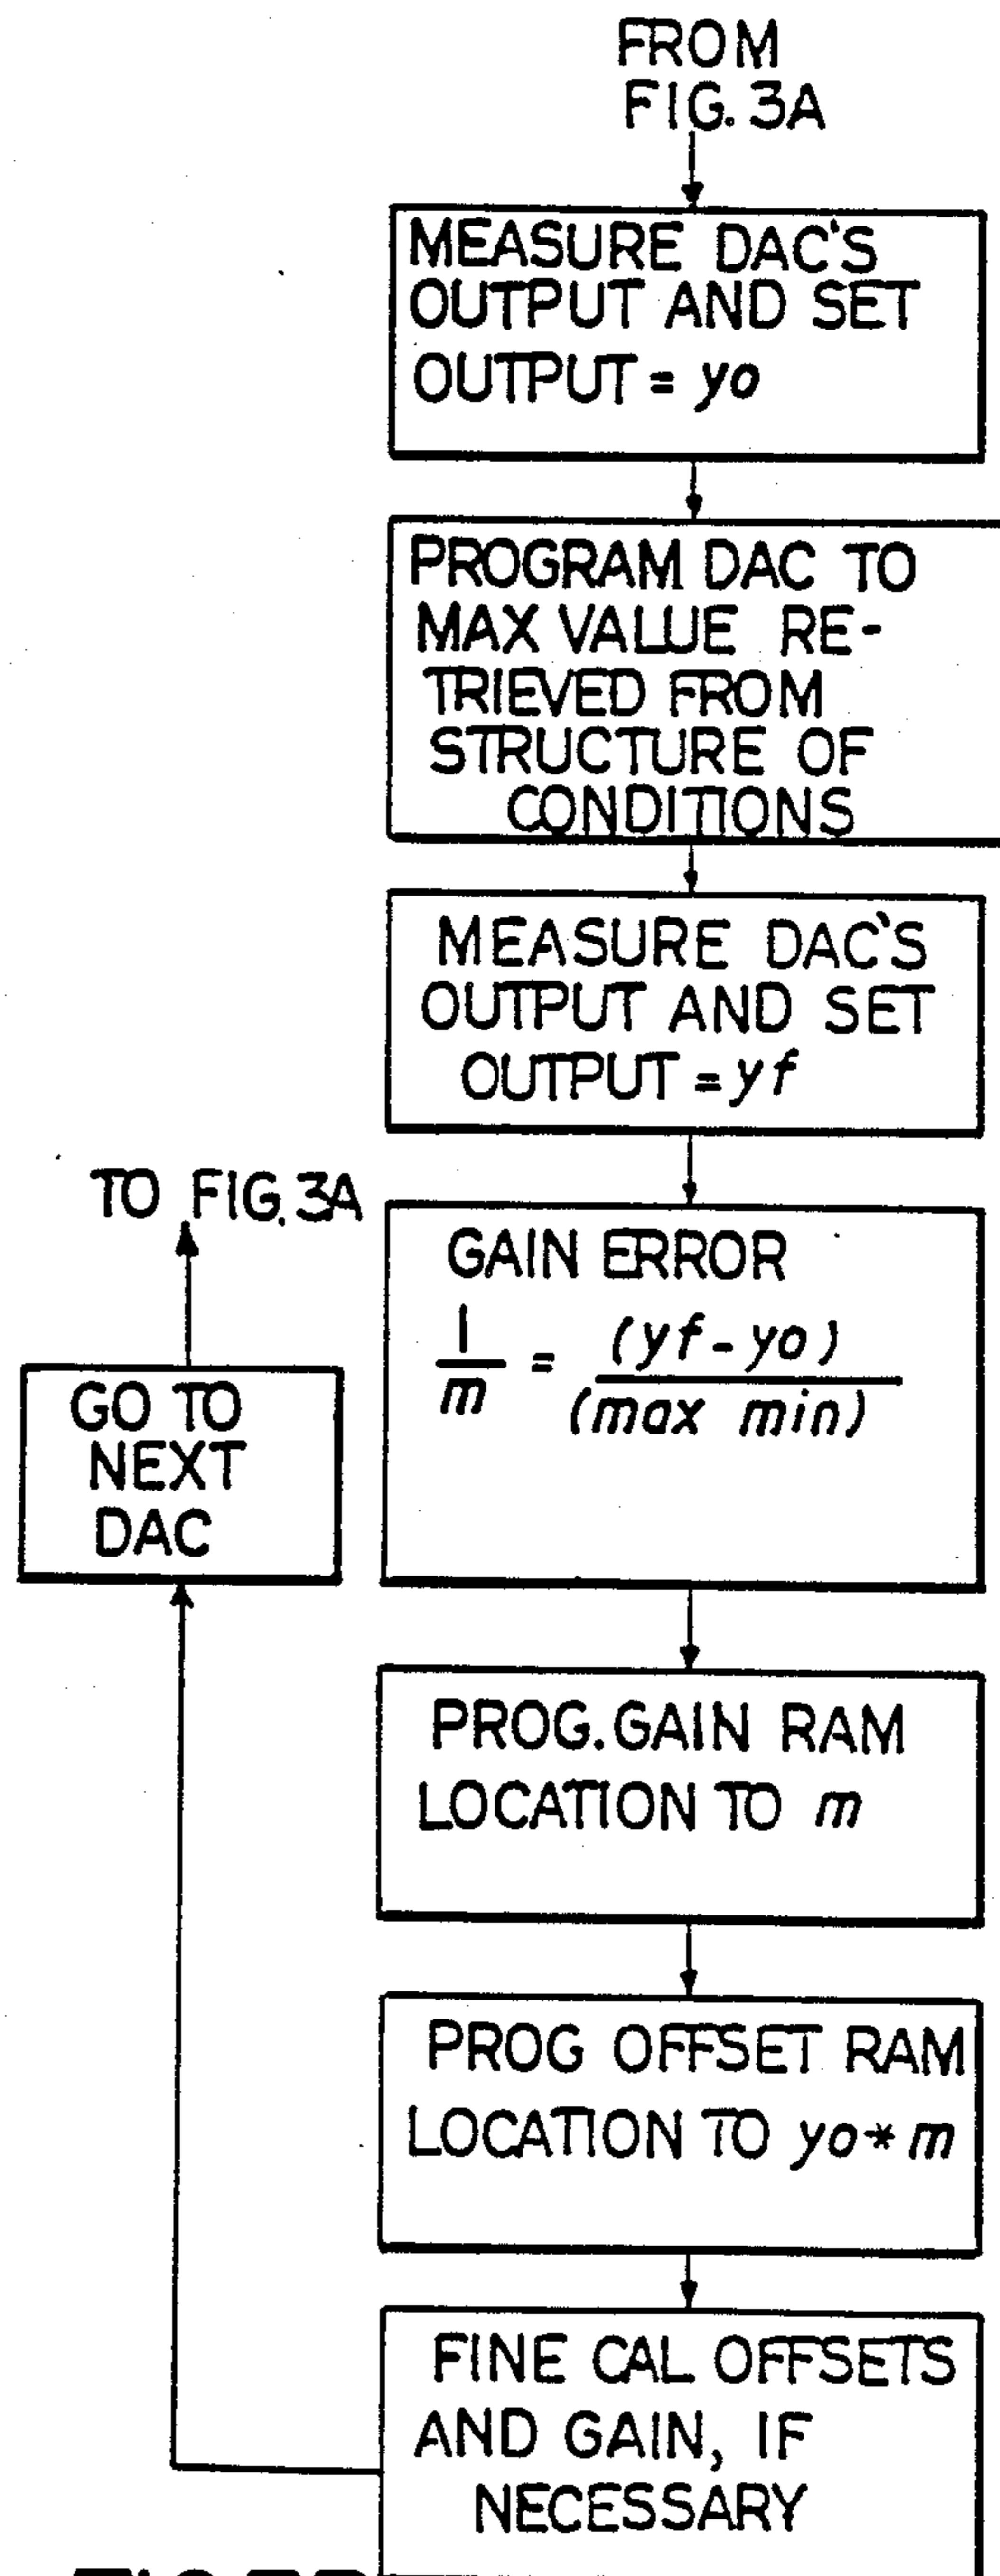 FROM
FIG. 3A
MEASURE DAC'S
OUTPUT AND SET
OUTPUT = yo
PROGRAM DAC TO
MAX VALUE RE-
TRIEVED FROM
STRUCTURE OF
CONDITIONS
MEASURE DAC'S
OUTPUT AND SET
OUTPUT = yf
TO FIG. 3A
GAIN ERROR
1/m = (yf - yo)/(max min)
GO TO
NEXT
DAC
PROG. GAIN RAM
LOCATION TO m
PROG OFFSET RAM
LOCATION TO yo* m
FINE CAL OFFSETS
AND GAIN, IF
NECESSARY